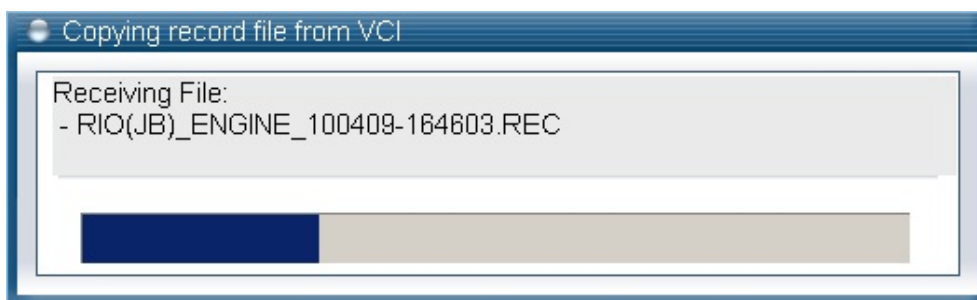 Copying record file from VCI
Receiving File:
- RIO(JB)_ENGINE_100409-164603.REC